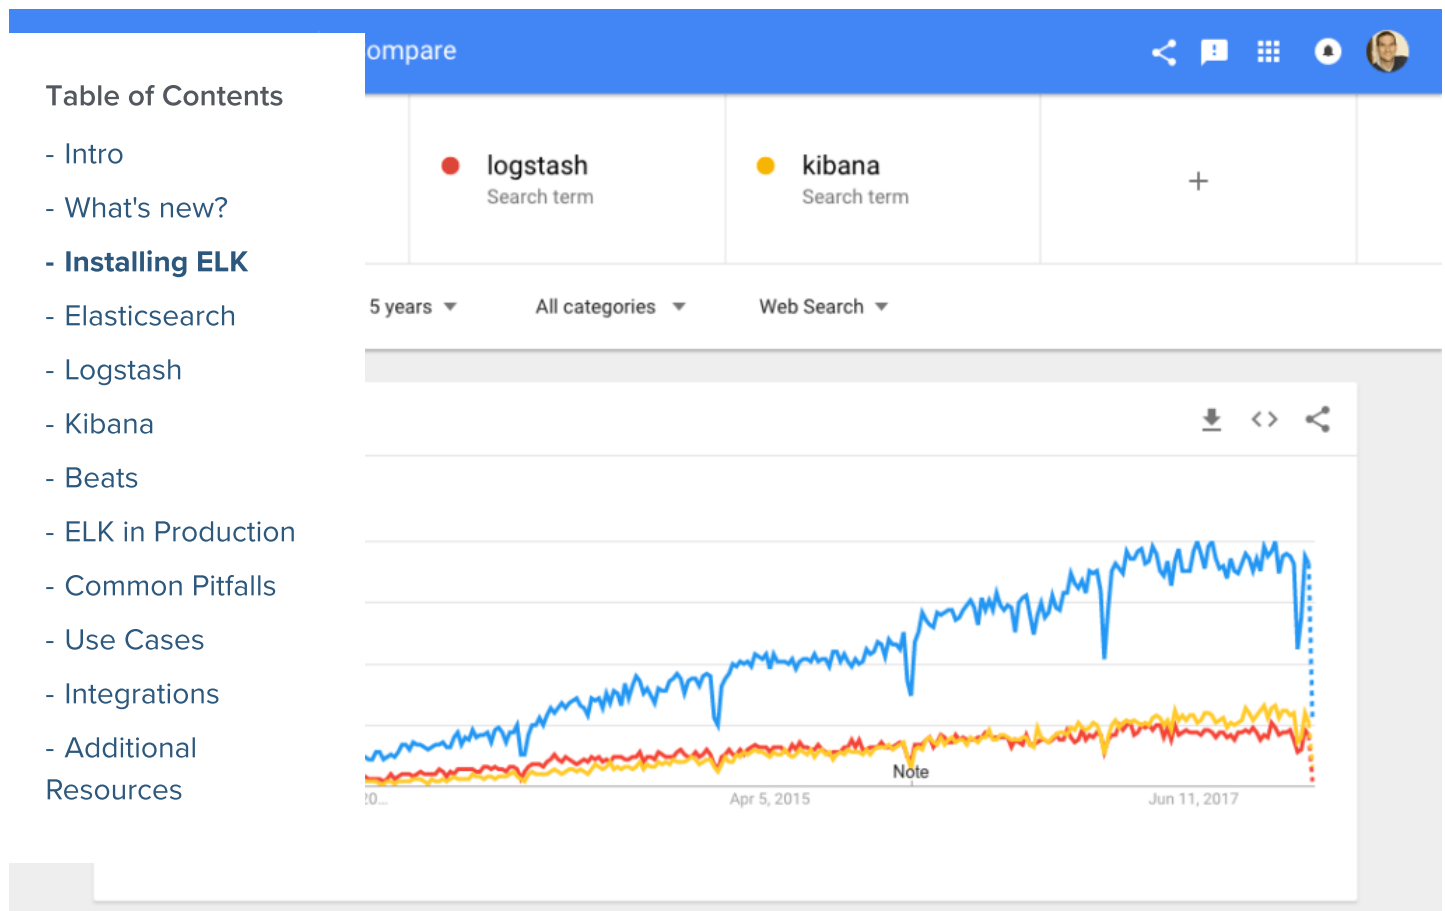 ompare
Table of Contents
- Intro
- What's new?
- Installing ELK
- Elasticsearch
- Logstash
- Kibana
- Beats
- ELK in Production
- Common Pitfalls
- Use Cases
- Integrations
- Additional
Resources
logstash
Search term
kibana
Search term
+
5 years
All categories
Web Search
Note
20...
Apr 5, 2015
Jun 11, 2017